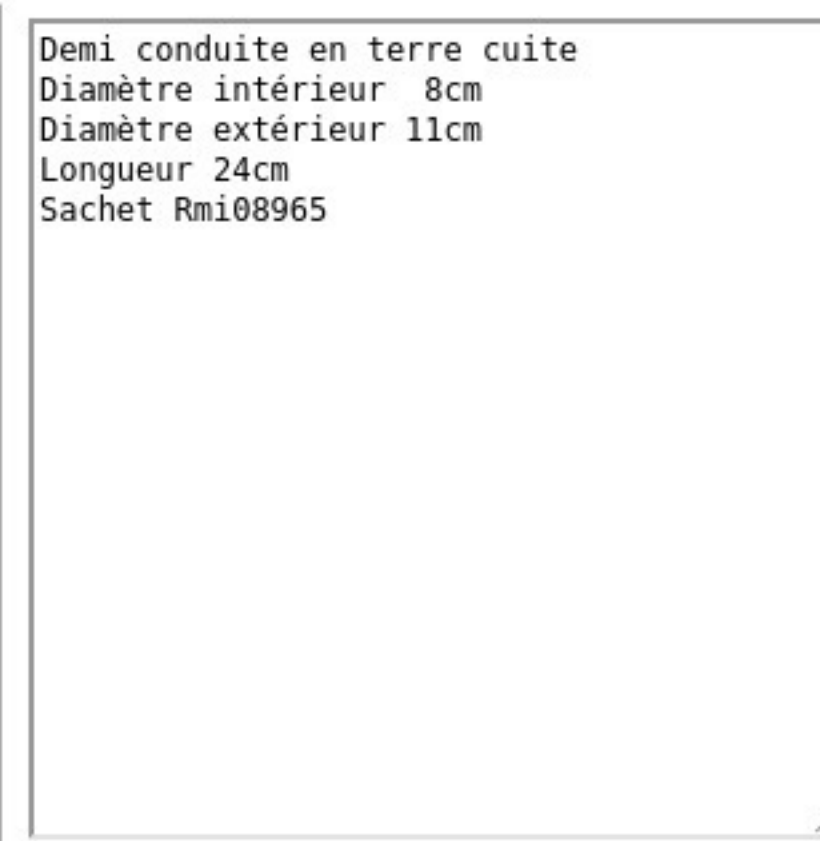 Demi conduite en terre cuite
Diamètre intérieur  8cm
Diamètre extérieur 11cm
Longueur 24cm
Sachet Rmi08965